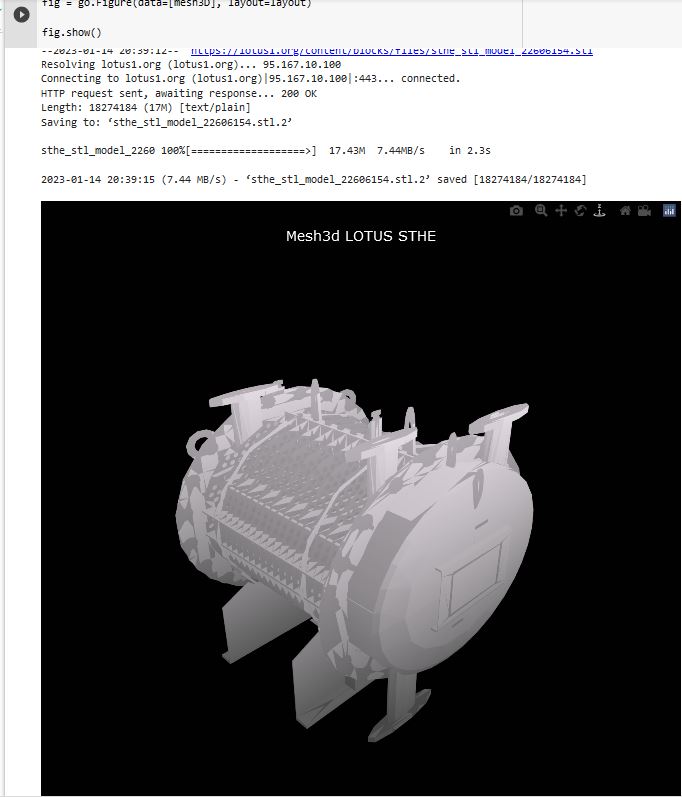 fig = go.Figure(data=[mesh3D], layout=layout)
fig.show()
--2023-01-14 20:39:12--  https://lotus1.org/content/blocks/files/sthe_stl_model_22606154.stl
Resolving lotus1.org (lotus1.org)... 95.167.10.100
Connecting to lotus1.org (lotus1.org)|95.167.10.100|:443... connected.
HTTP request sent, awaiting response... 200 OK
Length: 18274184 (17M) [text/plain]
Saving to: ‘sthe_stl_model_22606154.stl.2’
sthe_stl_model_2260 100%[===================>]  17.43M  7.44MB/s    in 2.3s
2023-01-14 20:39:15 (7.44 MB/s) - ‘sthe_stl_model_22606154.stl.2’ saved [18274184/18274184]
Mesh3d LOTUS STHE